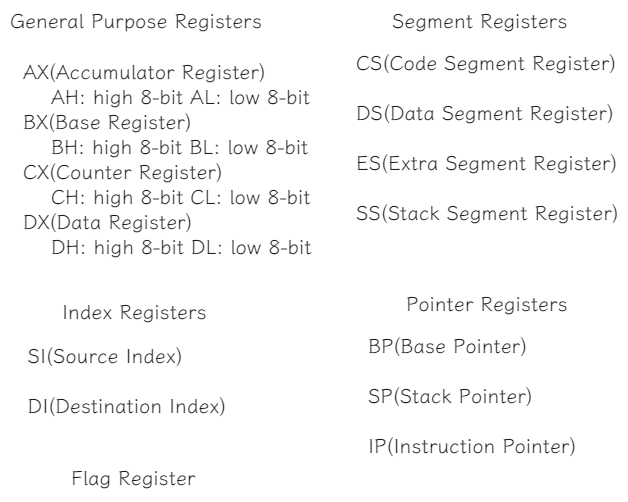 General Purpose Registers
AX(Accumulator Register)
AH: high 8-bit AL: low 8-bit
BX(Base Register)
BH: high 8-bit BL: low 8-bit
CX(Counter Register)
CH: high 8-bit CL: low 8-bit
DX(Data Register)
DH: high 8-bit DL: low 8-bit
Segment Registers
CS(Code Segment Register)
DS(Data Segment Register)
ES(Extra Segment Register)
SS(Stack Segment Register)
Index Registers
SI(Source Index)
DI(Destination Index)
Pointer Registers
BP(Base Pointer)
SP(Stack Pointer)
IP(Instruction Pointer)
Flag Register